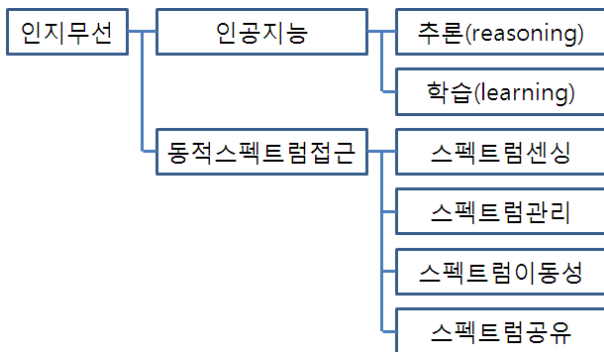 인지무선
인공지능
추론(reasoning)
학습(learning)
동적스펙트럼접근
스펙트럼센싱
스펙트럼관리
스펙트럼이동성
스펙트럼공유